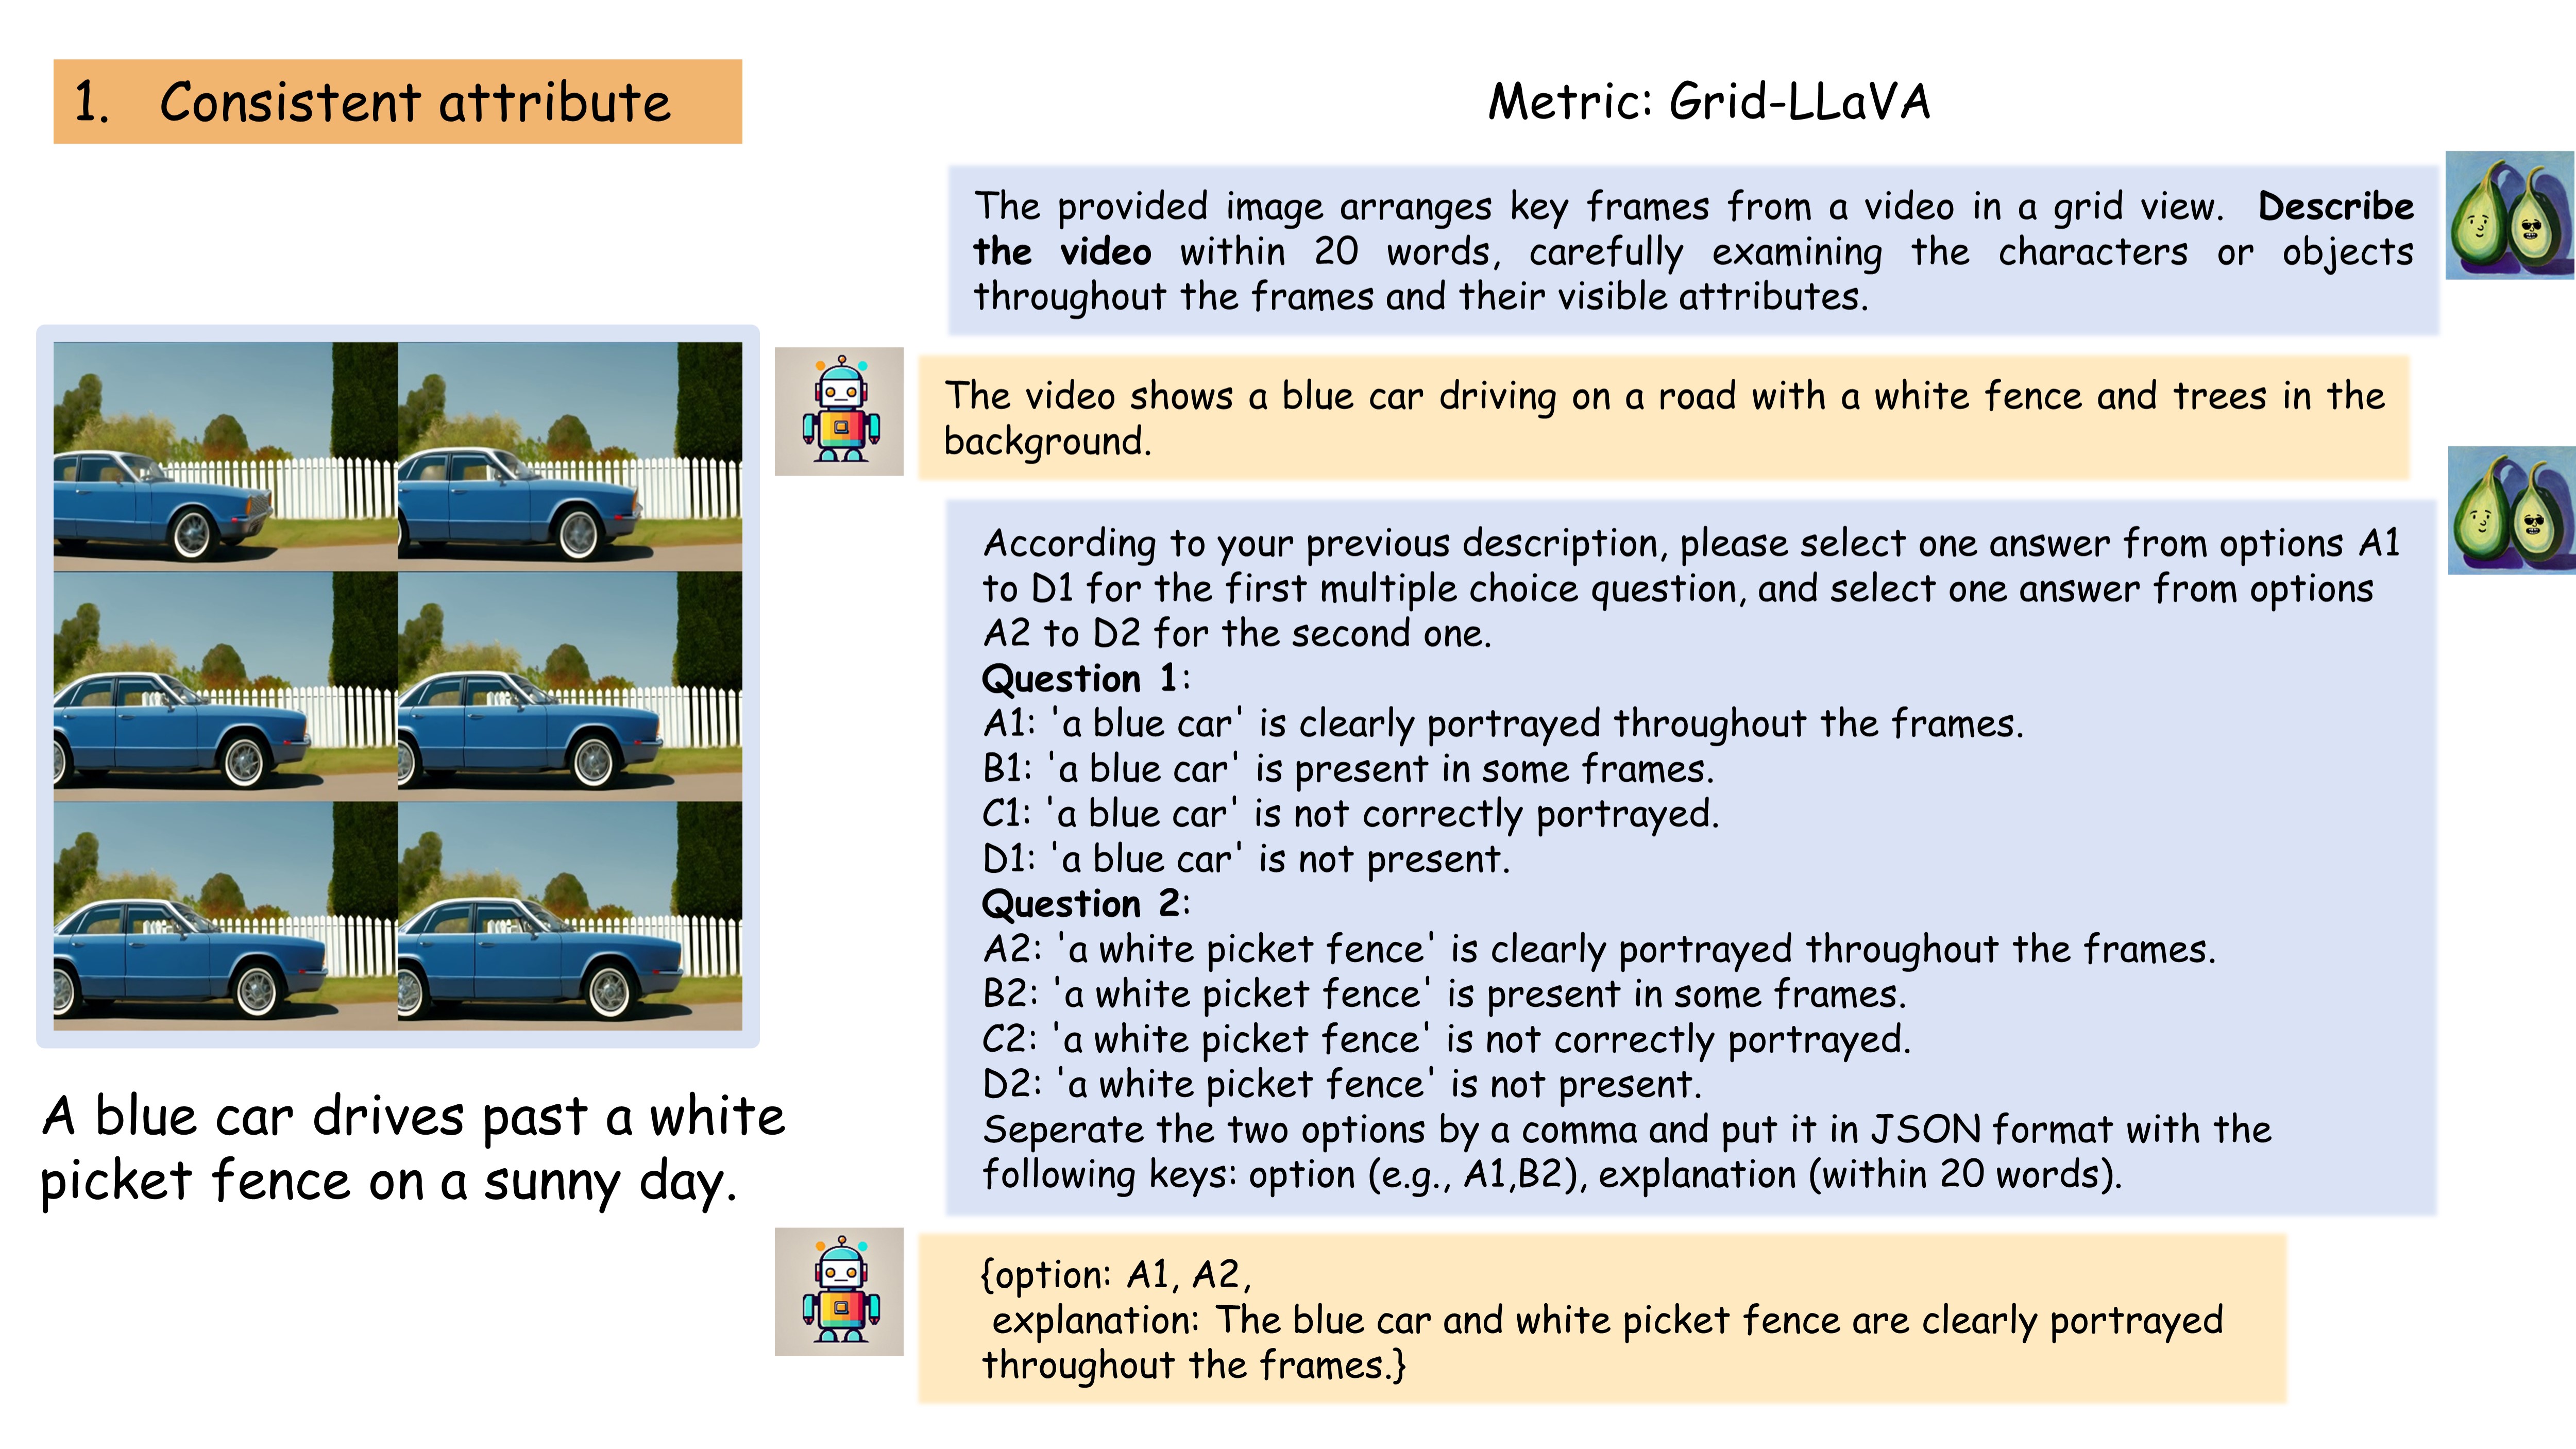 1. Consistent attribute
Metric: Grid-LLaVA
The provided image arranges key frames from a video in a grid view. Describe
the video within 20 words, carefully examining the characters or objects
throughout the frames and their visible attributes.
The video shows a blue car driving on a road with a white fence and trees in the
background.
According to your previous description, please select one answer from options A1
to D1 for the first multiple choice question, and select one answer from options
A2 to D2 for the second one.
Question 1:
A1: 'a blue car' is clearly portrayed throughout the frames.
B1: 'a blue car' is present in some frames.
C1: 'a blue car' is not correctly portrayed.
D1: 'a blue car' is not present.
Question 2:
A2: 'a white picket fence' is clearly portrayed throughout the frames.
B2: 'a white picket fence' is present in some frames.
C2: 'a white picket fence' is not correctly portrayed.
D2: 'a white picket fence' is not present.
Seperate the two options by a comma and put it in JSON format with the
following keys: option (e.g., A1,B2), explanation (within 20 words).
A blue car drives past a white
picket fence on a sunny day.
{option: A1, A2,
explanation: The blue car and white picket fence are clearly portrayed
throughout the frames.}